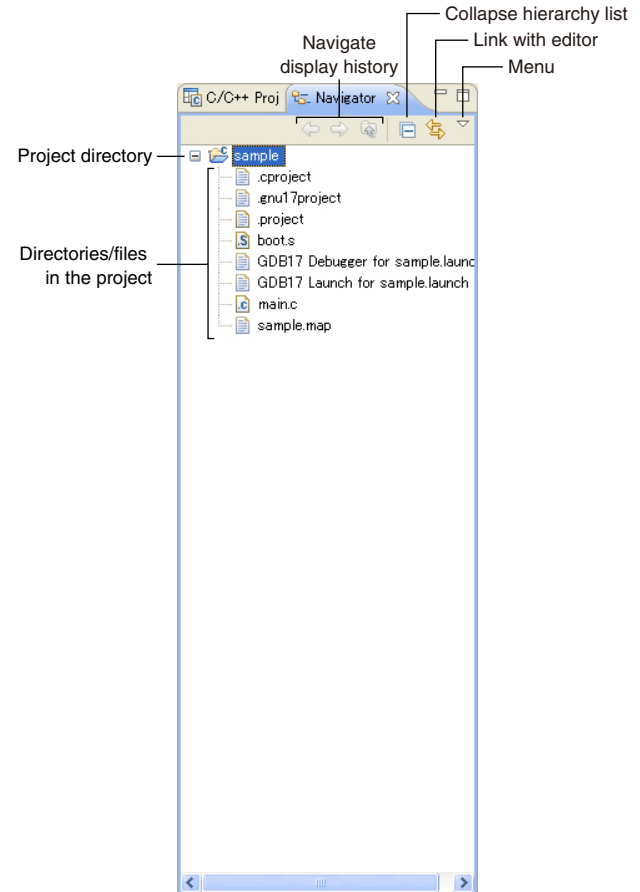 Collapse hierarchy list
Navigate
display history
Link with editor
Menu
C/C++ Proj
Navigator
Project directory
sample
.cproject
.gnu17project
.project
boot.s
Directories/files
in the project
GDB17 Debugger for sample.launc
GDB17 Launch for sample.launch
main.c
sample.map